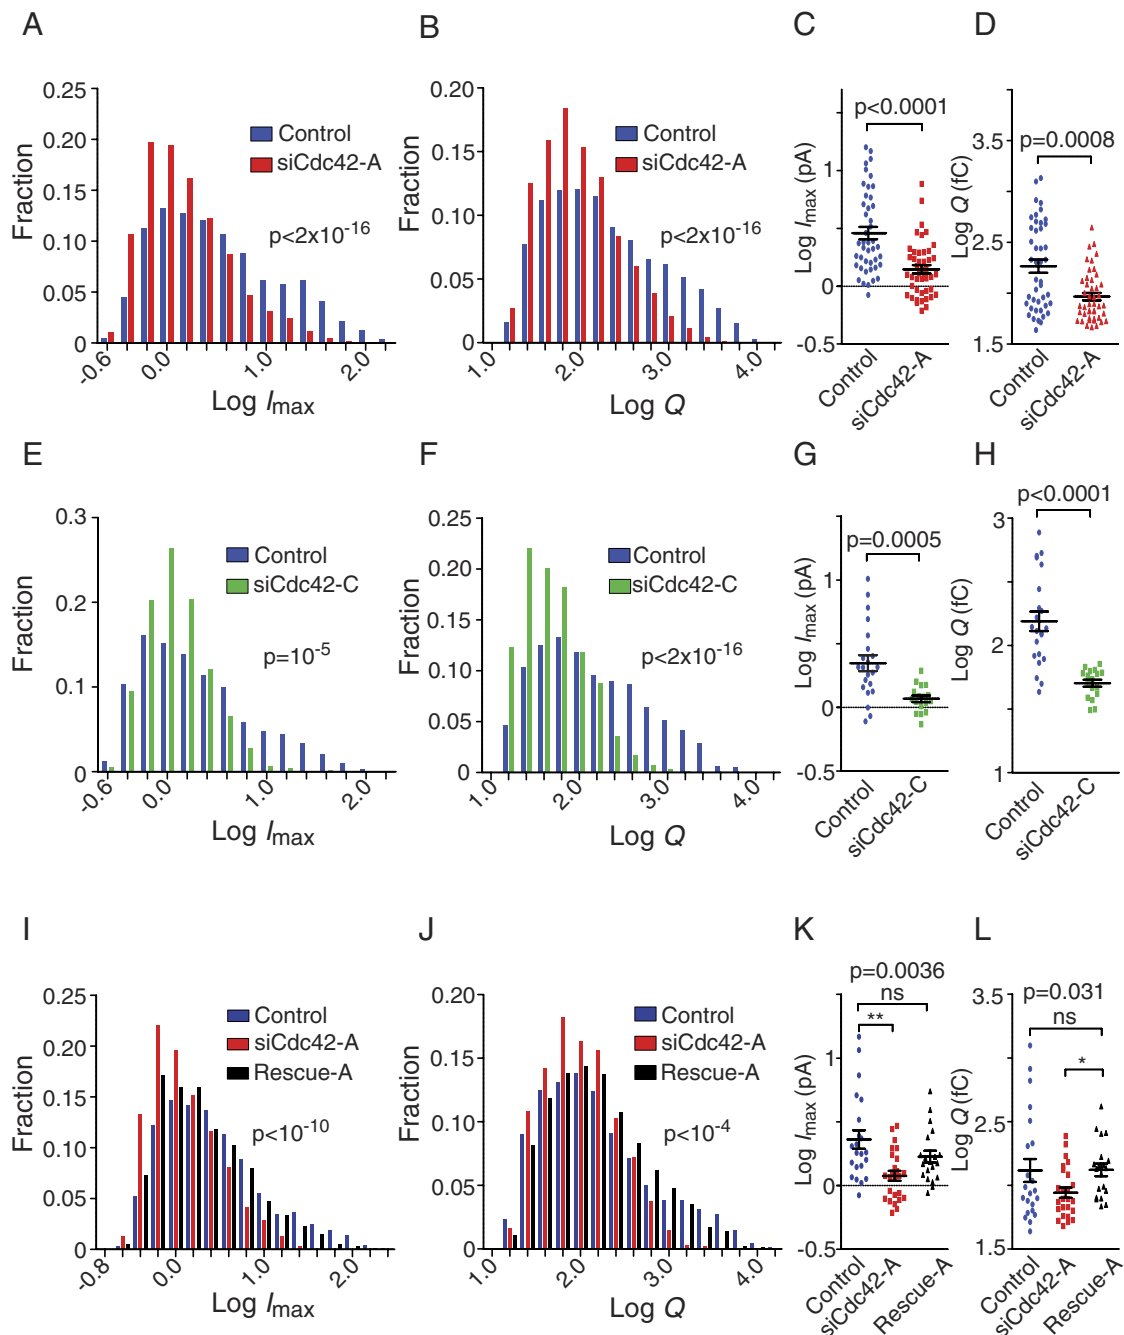 A
B
C
D
0.25
0.20
0.15
0.10
0.05
0
Fraction
Control
siCdc42-A
p<2x10-16
-0.6
0.0
1.0
2.0
Log Imax
0.20
0.15
0.10
0.05
0
Fraction
Control
siCdc42-A
p<2x10-16
1.0
2.0
3.0
4.0
Log Q
p<0.0001
1
0
-0.5
Log Imax (pA)
Control
siCdc42-A
3.5
2.5
1.5
p=0.0008
Log Q (fC)
Control
siCdc42-A
E
F
G
H
0.3
0.2
0.1
0
Fraction
Control
siCdc42-C
p=10-5
-0.6
0.0
1.0
2.0
Log Imax
0.25
0.20
0.15
0.10
0.05
0
Fraction
Control
siCdc42-C
p<2x10-16
1.0
2.0
3.0
4.0
Log Q
p=0.0005
1
0
-0.5
Log Imax (pA)
Control
siCdc42-C
p<0.0001
3
2
1
Log Q (fC)
Control
siCdc42-C
I
J
K
L
0.25
0.20
0.15
0.10
0.05
0
Fraction
Control
siCdc42-A
Rescue-A
p<10-10
-0.8
0.0
1.0
2.0
Log Imax
0.20
0.15
0.10
0.05
0
Fraction
Control
siCdc42-A
Rescue-A
p<10-4
1.0
2.0
3.0
4.0
Log Q
p=0.0036
ns
**
1
0
-0.5
Log Imax (pA)
Control
siCdc42-A
Rescue-A
3.5
2.5
1.5
p=0.031
ns
*
Log Q (fC)
Control
siCdc42-A
Rescue-A